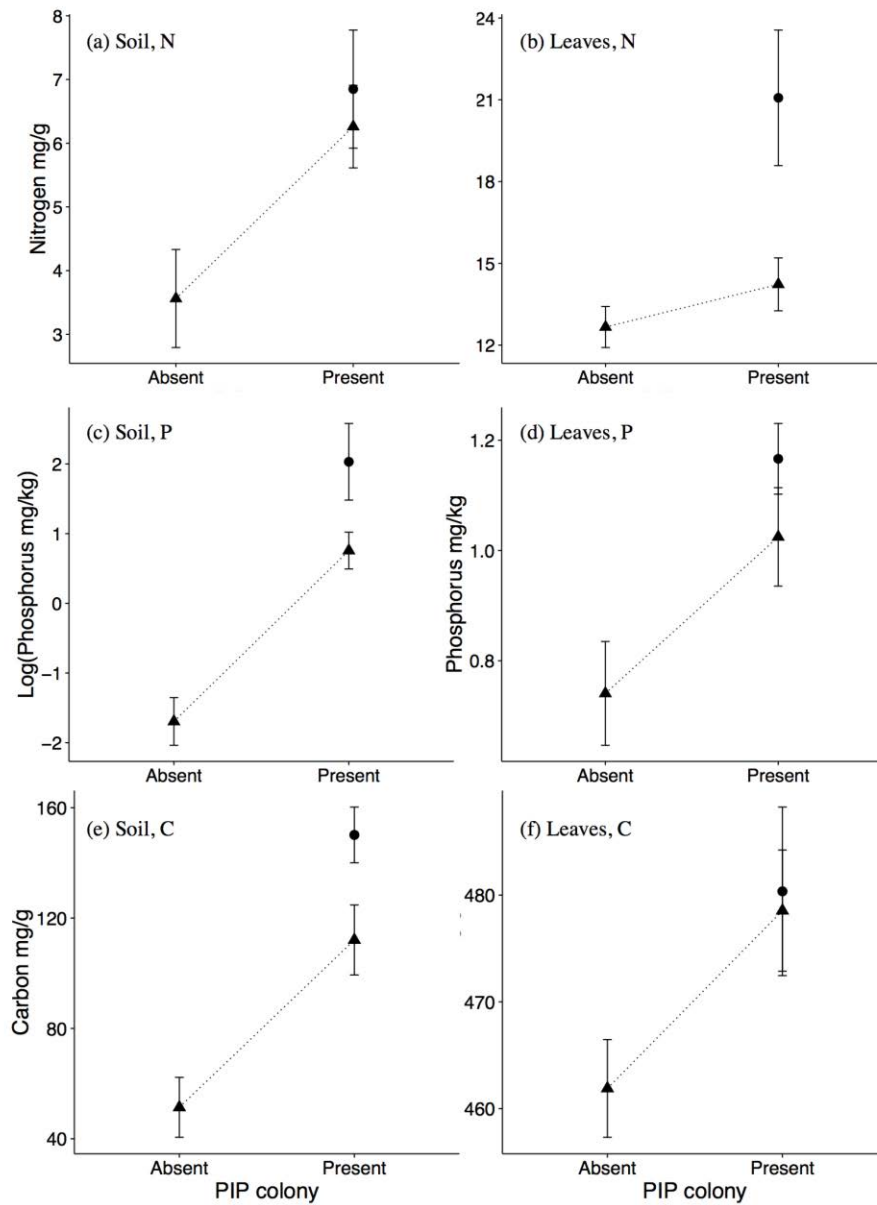 (a) Soil, N
8
7
6
5
4
3
Nitrogen mg/g
Absent Present
(b) Leaves, N
24
21
18
15
12
Absent Present
(c) Soil, P
2
1
0
−1
−2
Log(Phosphorus mg/kg)
Absent Present
(d) Leaves, P
1.2
1.0
0.8
Phosphorus mg/kg
Absent Present
(e) Soil, C
160
120
80
40
Carbon mg/g
Absent Present
PIP colony
(f) Leaves, C
480
470
460
Absent Present
PIP colony